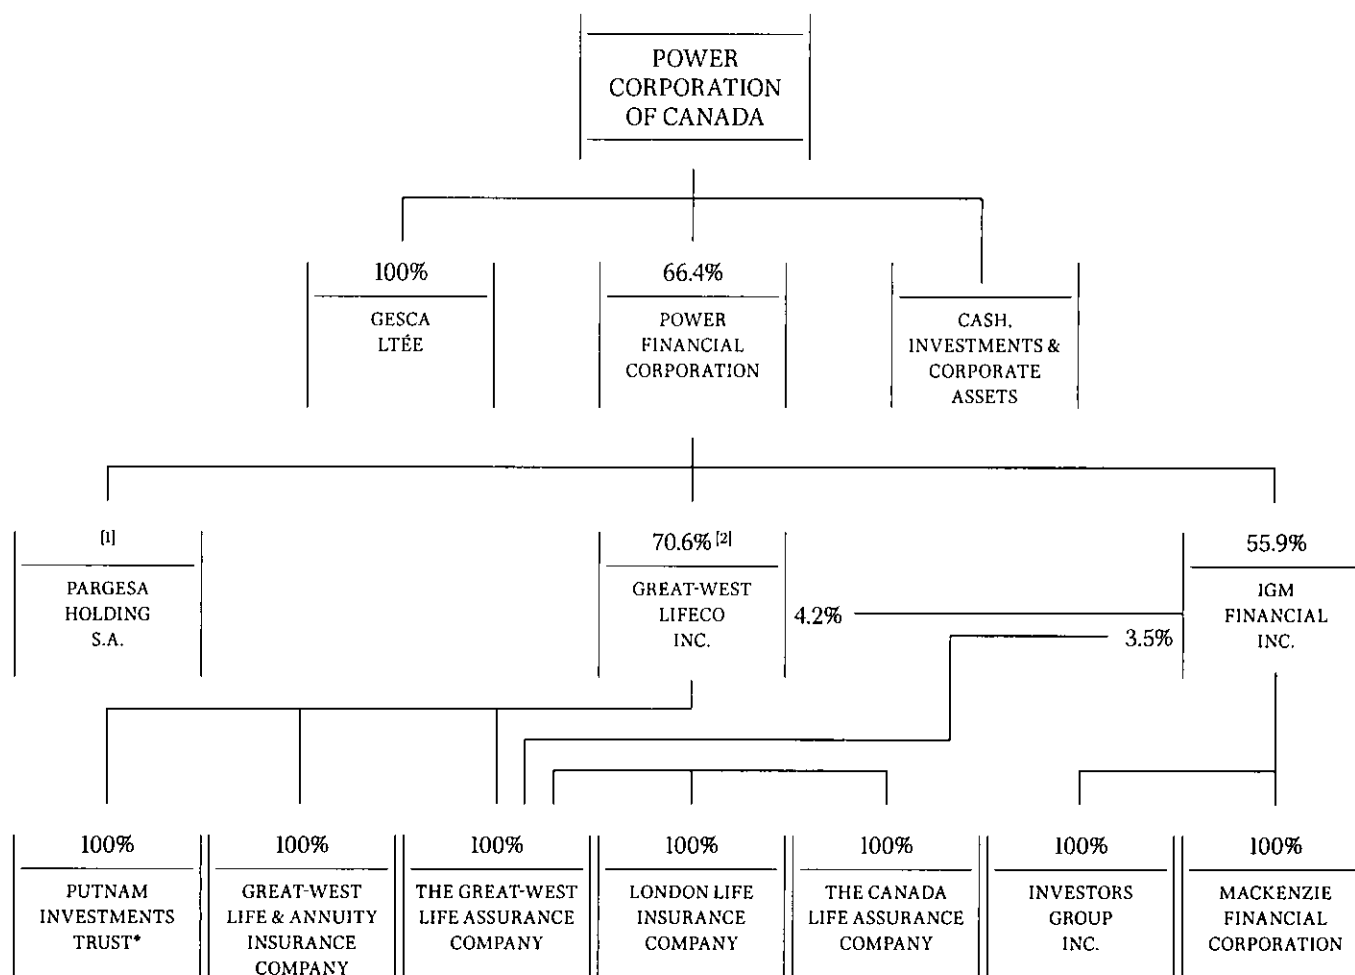 POWER
CORPORATION
OF CANADA
100%
GESCA
LTÉE
66.4%
POWER
FINANCIAL
CORPORATION
CASH,
INVESTMENTS &
CORPORATE
ASSETS
[1]
PARGESA
HOLDING
S.A.
70.6% [2]
GREAT-WEST
LIFECO
INC.
4.2%
3.5%
55.9%
IGM
FINANCIAL
INC.
100%
PUTNAM
INVESTMENTS
TRUST*
100%
GREAT-WEST
LIFE & ANNUITY
INSURANCE
COMPANY
100%
THE GREAT-WEST
LIFE ASSURANCE
COMPANY
100%
LONDON LIFE
INSURANCE
COMPANY
100%
THE CANADA
LIFE ASSURANCE
COMPANY
100%
INVESTORS
GROUP
INC.
100%
MACKENZIE
FINANCIAL
CORPORATION